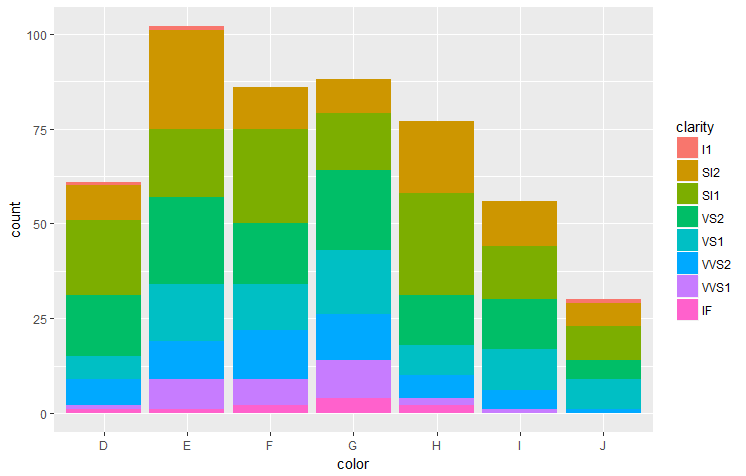 100
75
50
25
0
count
D E F G H I J
color
clarity
I1
SI2
SI1
VS2
VS1
VVS2
VVS1
IF